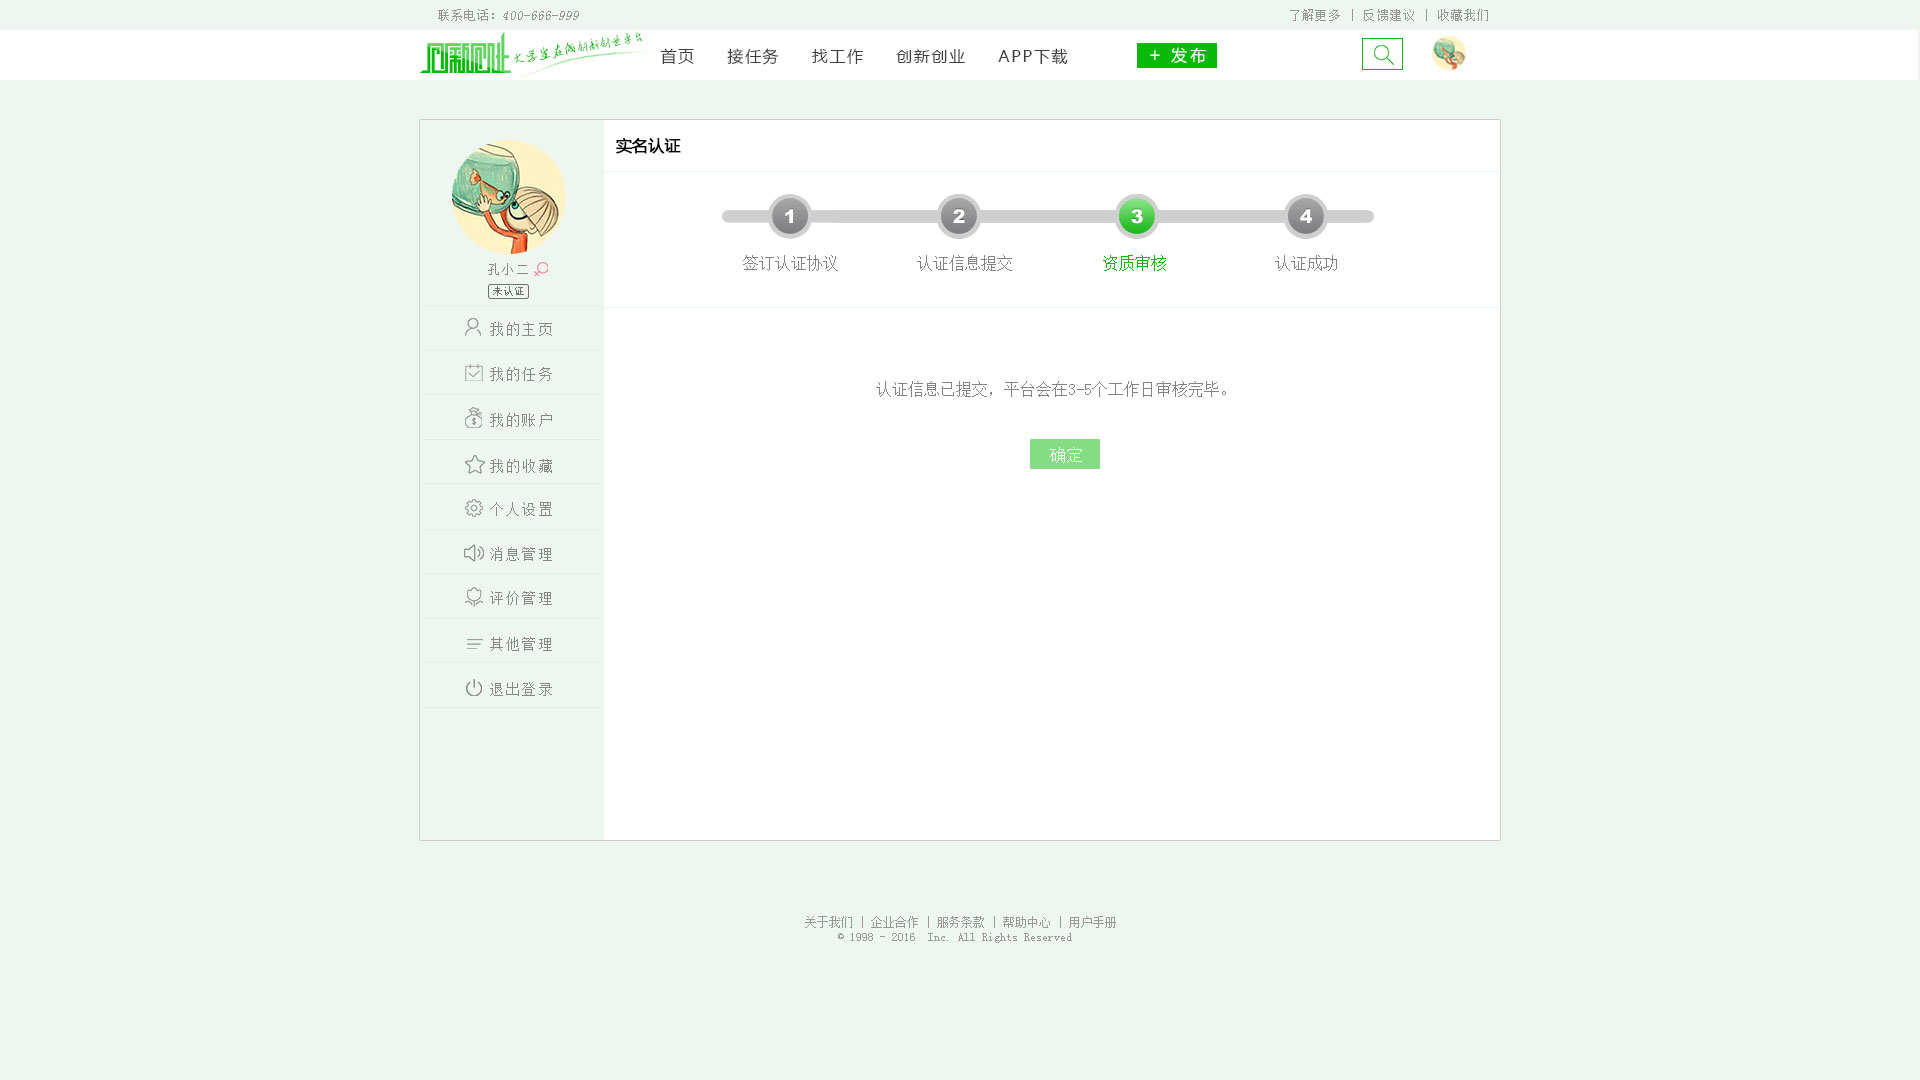 联系电话：400-666-999
了解更多 | 反馈建议 | 收藏我们
大学生在线创新创业平台
首页 接任务 找工作 创新创业 APP下载
+ 发布
实名认证
1 2 3 4
签订认证协议 认证信息提交 资质审核 认证成功
孔小二
未认证
我的主页
我的任务
我的账户
我的收藏
个人设置
消息管理
评价管理
其他管理
退出登录
认证信息已提交，平台会在3-5个工作日审核完毕。
确定
关于我们 | 企业合作 | 服务条款 | 帮助中心 | 用户手册
© 1998 - 2016 Inc. All Rights Reserved